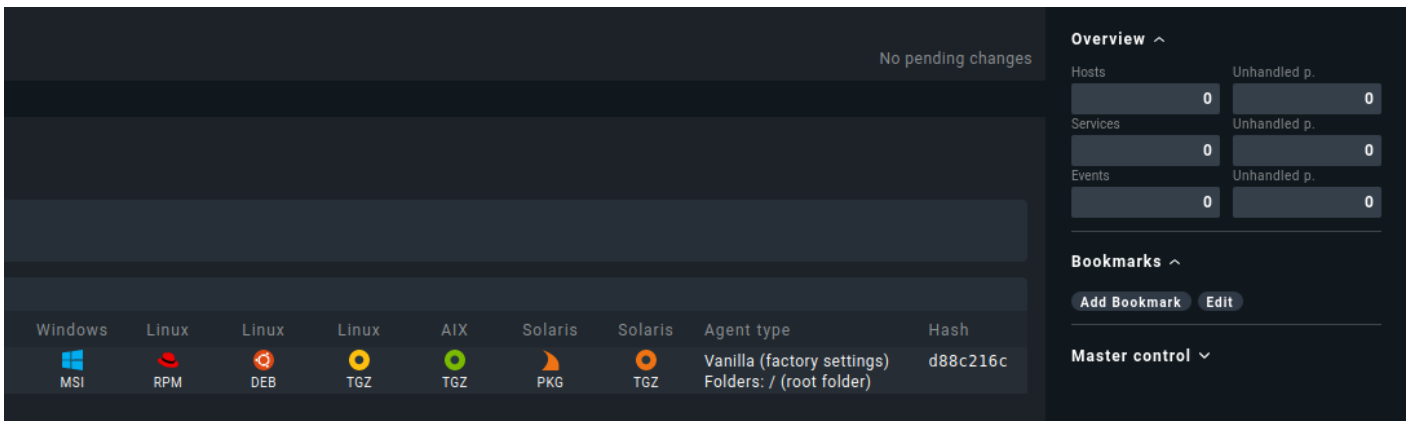 No pending changes
Windows Linux Linux Linux AIX Solaris Solaris Agent type Hash
MSI RPM DEB TGZ TGZ PKG TGZ Vanilla (factory settings) d88c216c
Folders: / (root folder)
Overview
Hosts Unhandled p.
0 0
Services Unhandled p.
0 0
Events Unhandled p.
0 0
Bookmarks
Add Bookmark Edit
Master control